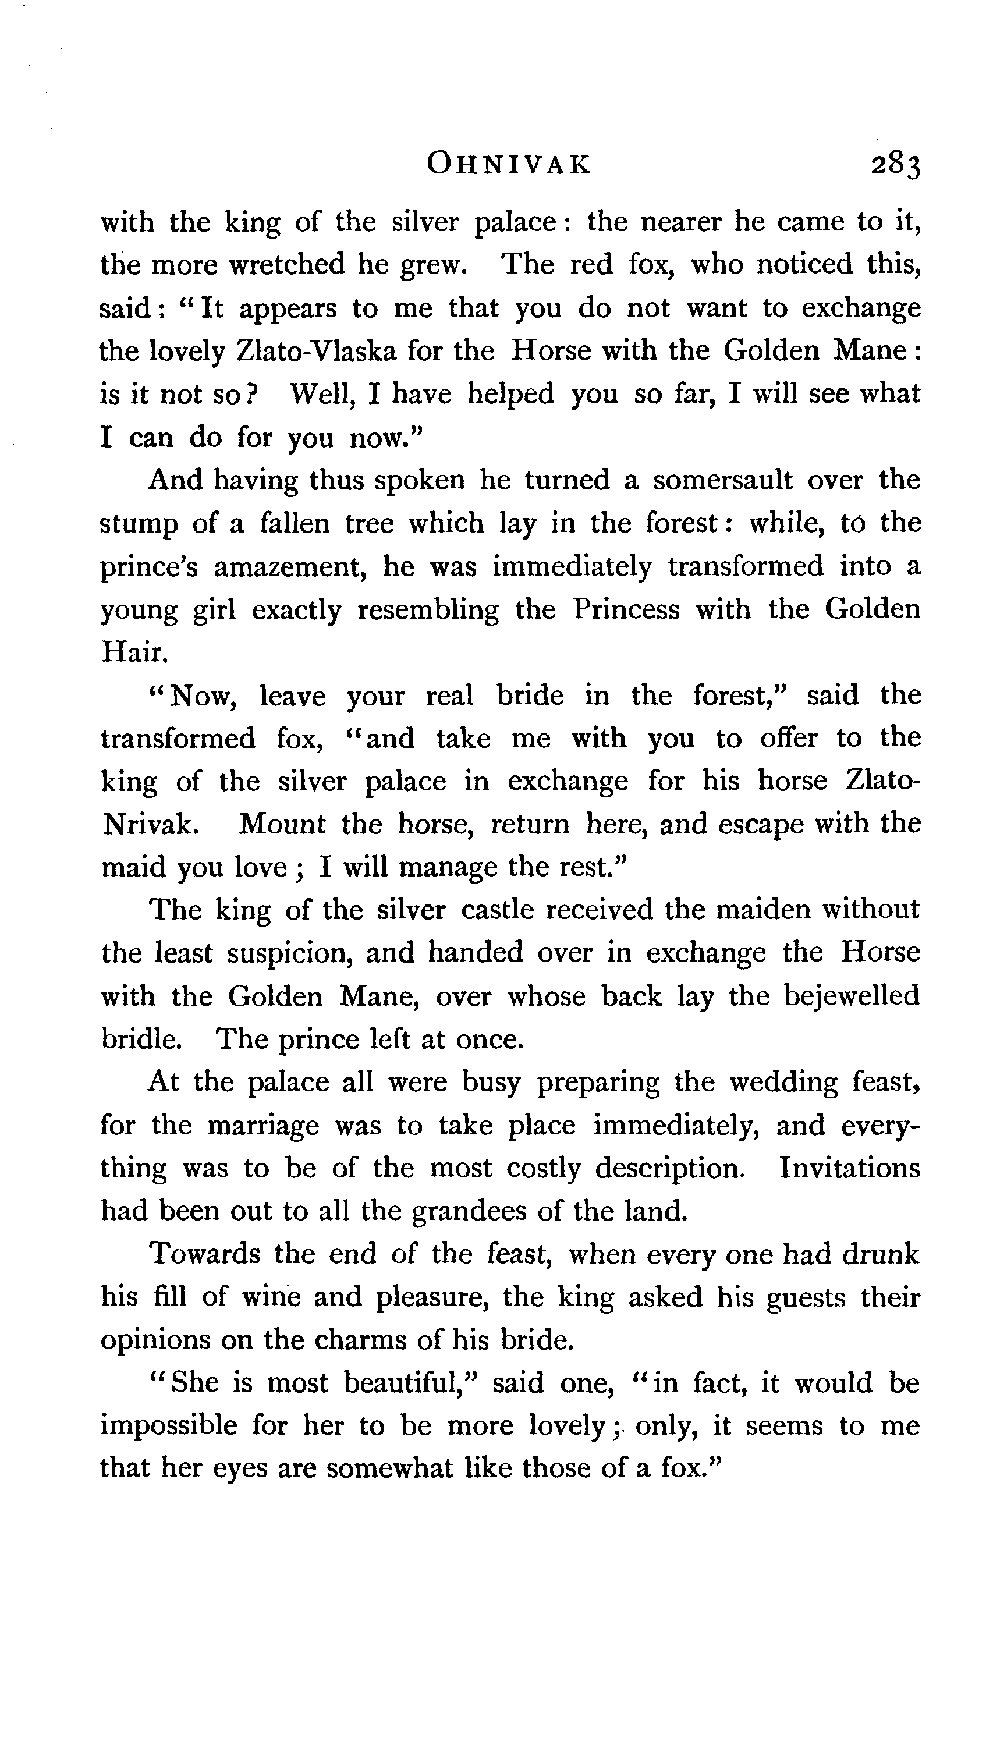 OHNIVAK 283
with the king of the silver palace : the nearer he came to it,
the more wretched he grew. The red fox, who noticed this,
said : “ It appears to me that you do not want to exchange
the lovely Zlato-Vlaska for the Horse with the Golden Mane :
is it not so ? Well, I have helped you so far, I will see what
I can do for you now.”
And having thus spoken he turned a somersault over the
stump of a fallen tree which lay in the forest : while, to the
prince’s amazement, he was immediately transformed into a
young girl exactly resembling the Princess with the Golden
Hair.
“ Now, leave your real bride in the forest,” said the
transformed fox, “ and take me with you to offer to the
king of the silver palace in exchange for his horse Zlato-
Nrivak. Mount the horse, return here, and escape with the
maid you love ; I will manage the rest.”
The king of the silver castle received the maiden without
the least suspicion, and handed over in exchange the Horse
with the Golden Mane, over whose back lay the bejewelled
bridle. The prince left at once.
At the palace all were busy preparing the wedding feast,
for the marriage was to take place immediately, and every-
thing was to be of the most costly description. Invitations
had been out to all the grandees of the land.
Towards the end of the feast, when every one had drunk
his fill of wine and pleasure, the king asked his guests their
opinions on the charms of his bride.
“ She is most beautiful,” said one, “ in fact, it would be
impossible for her to be more lovely ; only, it seems to me
that her eyes are somewhat like those of a fox.”